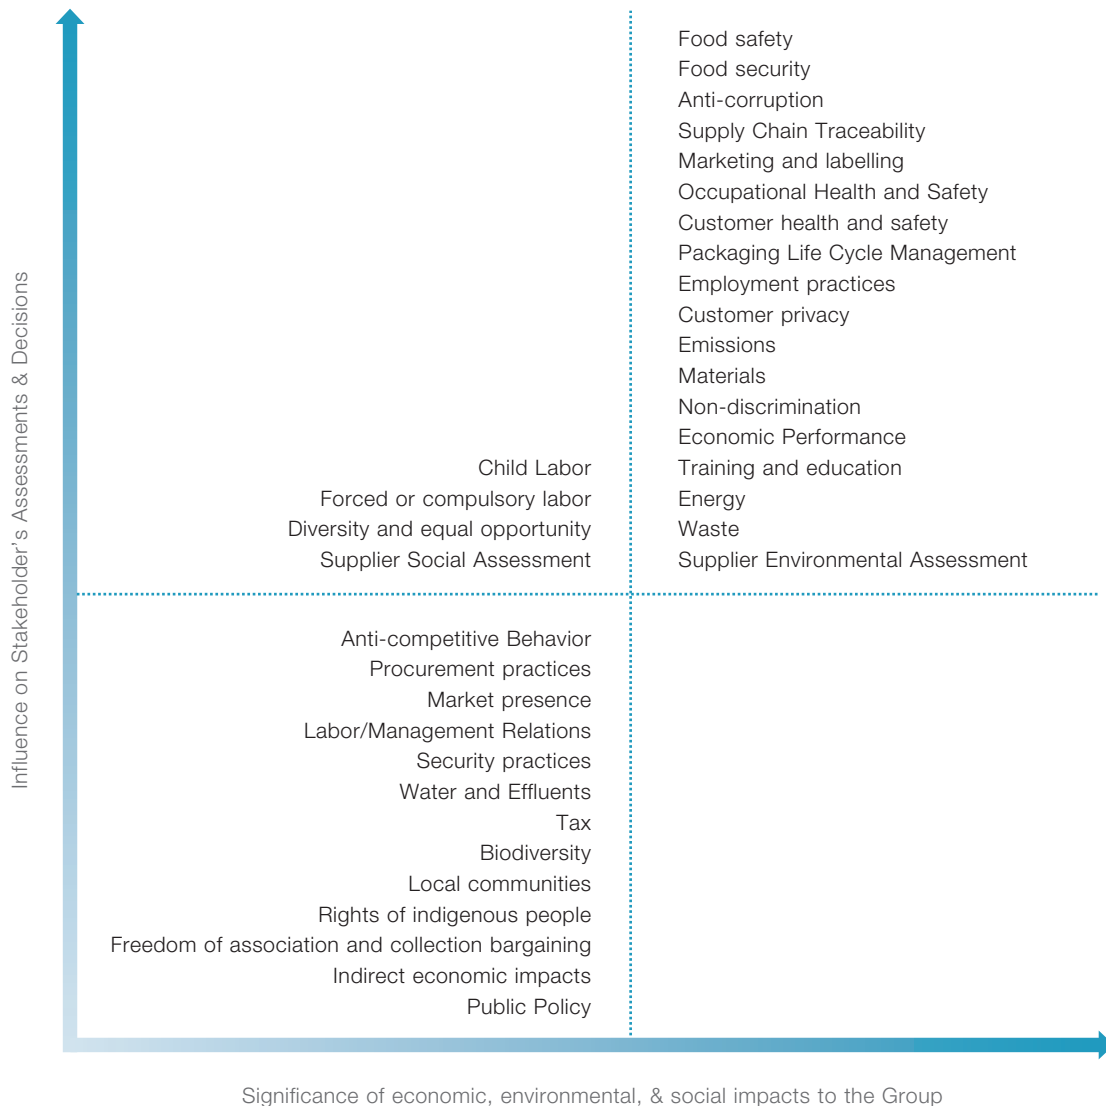 Influence on Stakeholder's Assessments & Decisions
Food safety
Food security
Anti-corruption
Supply Chain Traceability
Marketing and labelling
Occupational Health and Safety
Customer health and safety
Packaging Life Cycle Management
Employment practices
Customer privacy
Emissions
Materials
Non-discrimination
Economic Performance
Training and education
Energy
Waste
Supplier Environmental Assessment
Child Labor
Forced or compulsory labor
Diversity and equal opportunity
Supplier Social Assessment
Anti-competitive Behavior
Procurement practices
Market presence
Labor/Management Relations
Security practices
Water and Effluents
Tax
Biodiversity
Local communities
Rights of indigenous people
Freedom of association and collection bargaining
Indirect economic impacts
Public Policy
Significance of economic, environmental, & social impacts to the Group